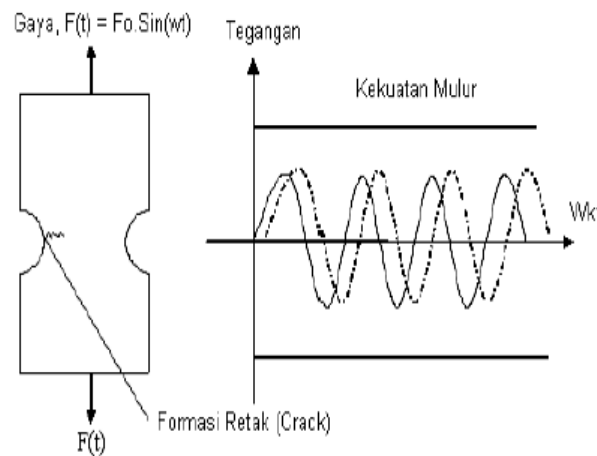 Gaya, F(t) = Fo.Sin(wt)
Tegangan
Kekuatan Mulur
Wk
Formasi Retak (Crack)
F(t)